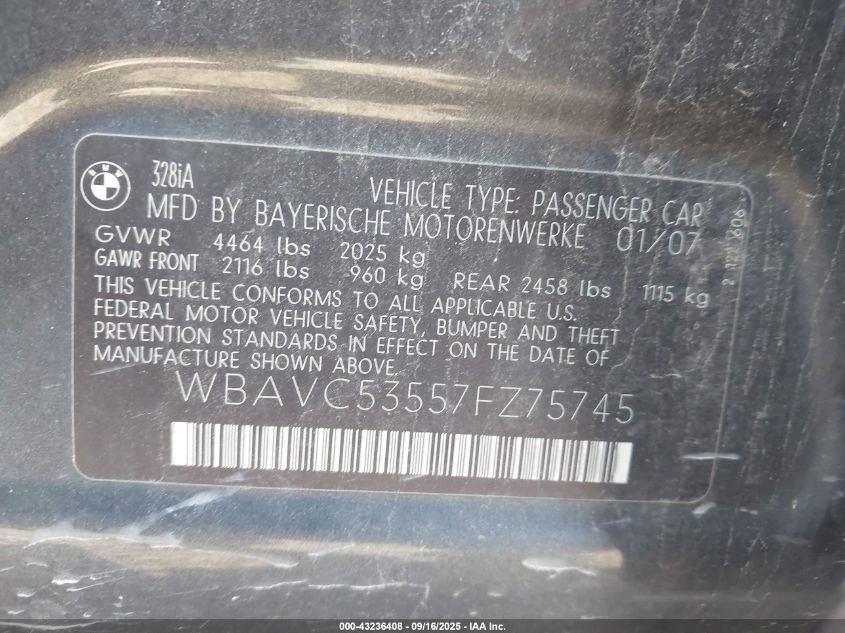 BMW
328iA
VEHICLE TYPE: PASSENGER CAR
MFD BY BAYERISCHE MOTORENWERKE 01/07
GVWR 4464 lbs 2025 kg
GAWR FRONT 2116 lbs 960 kg REAR 2458 lbs 1115 kg
THIS VEHICLE CONFORMS TO ALL APPLICABLE U.S.
FEDERAL MOTOR VEHICLE SAFETY, BUMPER AND THEFT
PREVENTION STANDARDS IN EFFECT ON THE DATE OF
MANUFACTURE SHOWN ABOVE.
WBAVC53557FZ75745
000-43236408 - 09/16/2025 - IAA Inc.